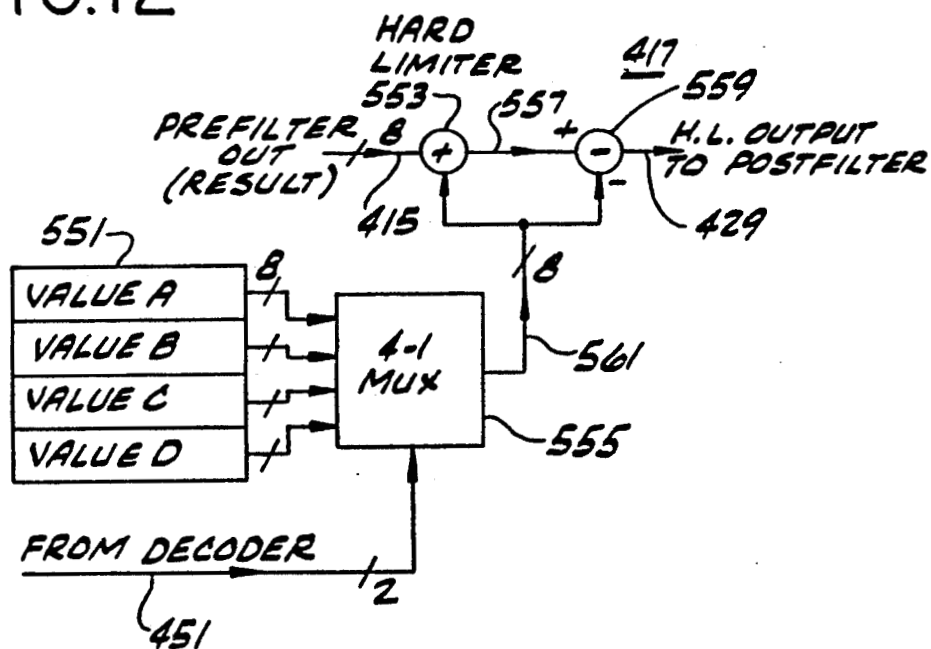 HARD
LIMITER
417
553
557
559
PREFILTER 8
OUT
(RESULT)
+
+
-
-
H.L. OUTPUT
TO POSTFILTER
415
429
551
8
VALUE A
VALUE B
VALUE C
VALUE D
4-1
MUX
8
561
555
FROM DECODER
2
451